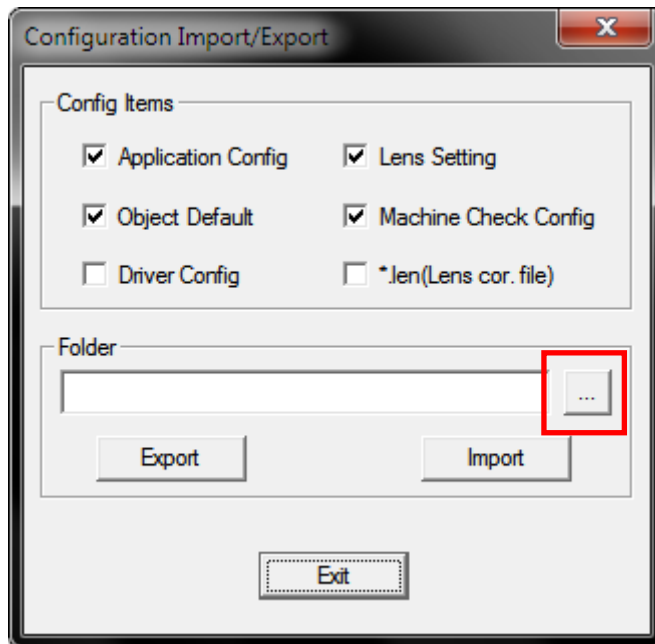 Configuration Import/Export
x
Config Items
Application Config
Lens Setting
Object Default
Machine Check Config
Driver Config
*.len(Lens cor. file)
Folder
...
Export
Import
Exit